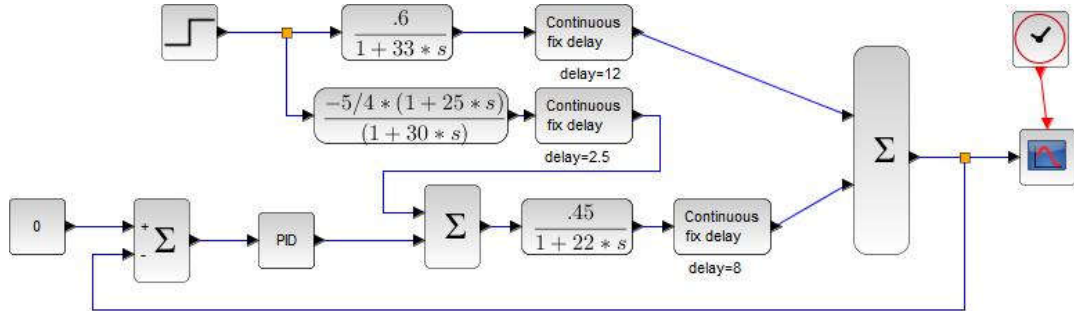 .6
1 + 33 * s
Continuous
fix delay
delay=12
−5/4 * (1 + 25 * s)
(1 + 30 * s)
Continuous
fix delay
delay=2.5
Σ
0
+
-
Σ
PID
Σ
.45
1 + 22 * s
Continuous
fix delay
delay=8